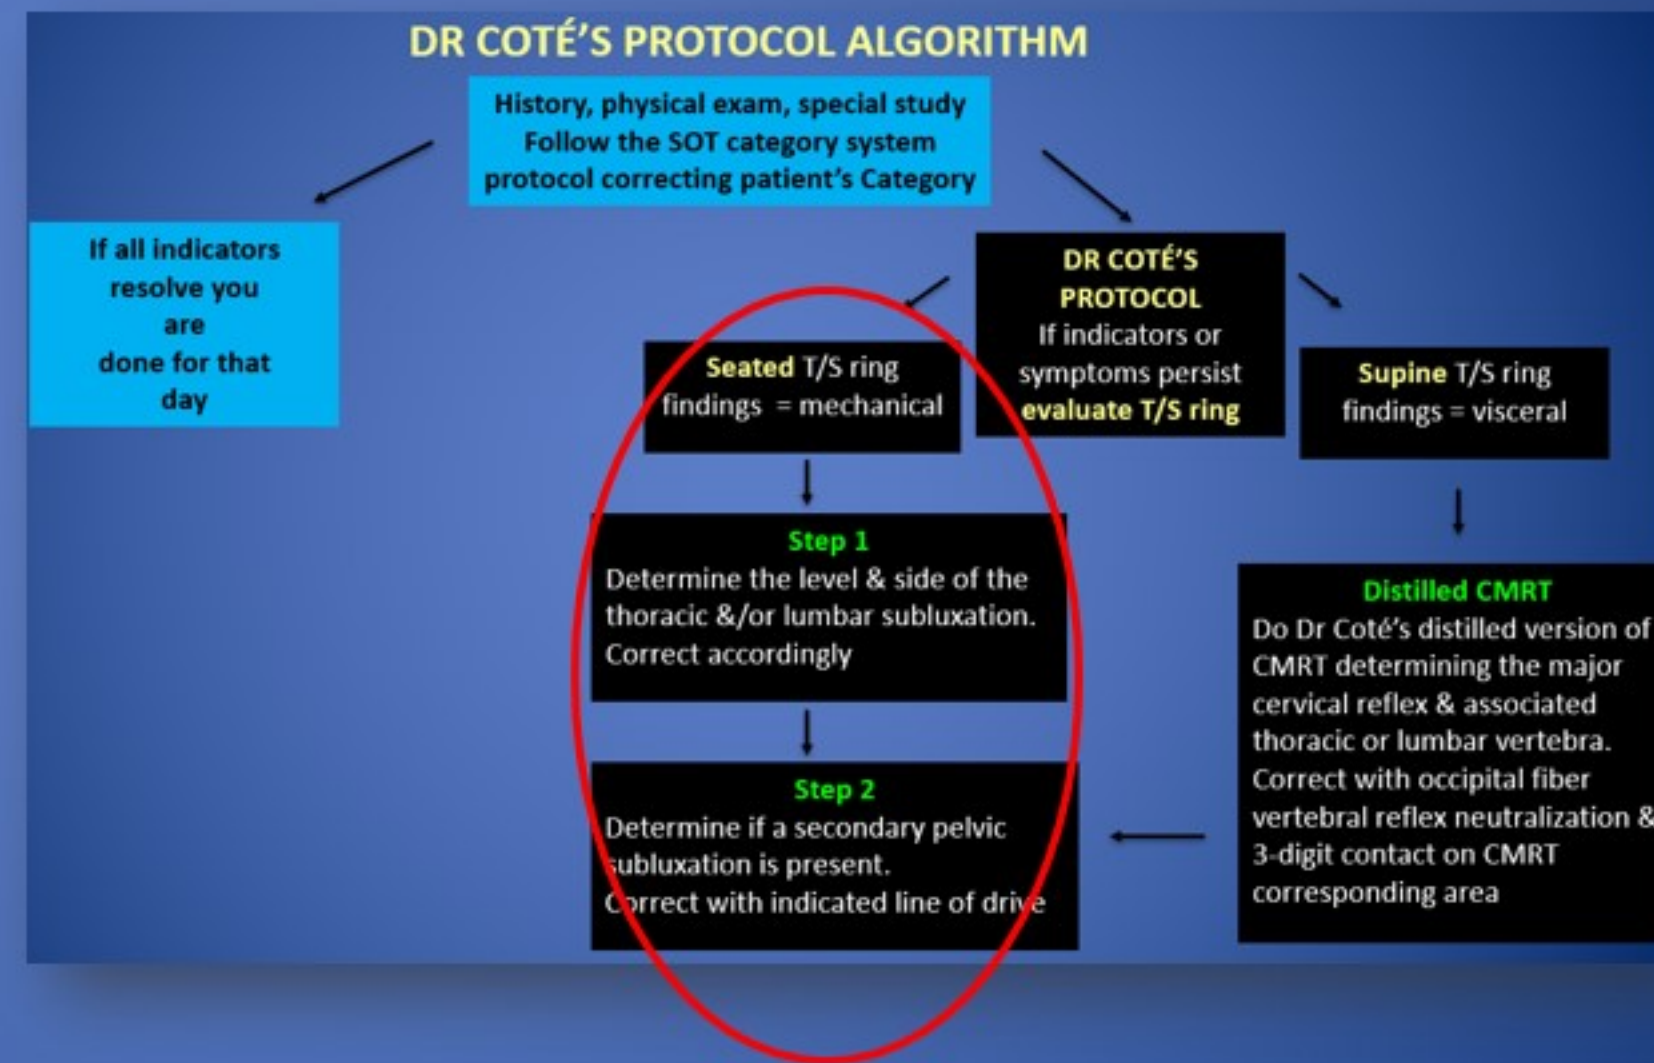 DR COTÉ'S PROTOCOL ALGORITHM
History, physical exam, special study
Follow the SOT category system
protocol correcting patient's Category
If all indicators
resolve you
are
done for that
day
DR COTÉ'S
PROTOCOL
If indicators or
symptoms persist
evaluate T/S ring
Seated T/S ring
findings = mechanical
Supine T/S ring
findings = visceral
Step 1
Determine the level & side of the
thoracic &/or lumbar subluxation.
Correct accordingly
Step 2
Determine if a secondary pelvic
subluxation is present.
Correct with indicated line of drive
Distilled CMRT
Do Dr Coté's distilled version of
CMRT determining the major
cervical reflex & associated
thoracic or lumbar vertebra.
Correct with occipital fiber
vertebral reflex neutralization &
3-digit contact on CMRT
corresponding area